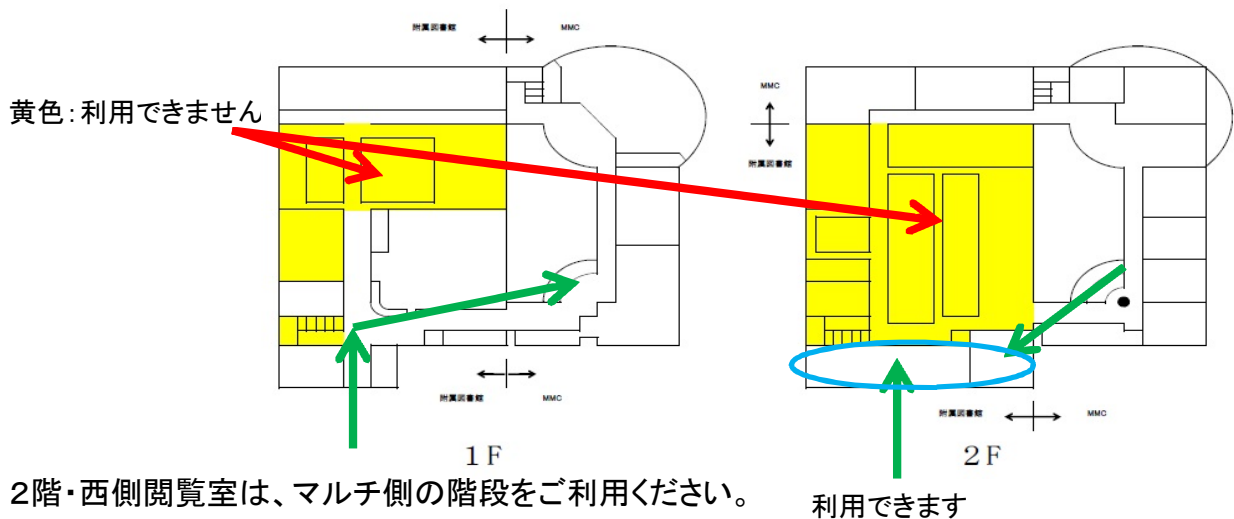 附属図書館 MMC
黄色：利用できません
MMC
附属図書館
附属図書館 MMC
附属図書館 MMC
1F
2F
2階・西側閲覧室は、マルチ側の階段をご利用ください。
利用できます